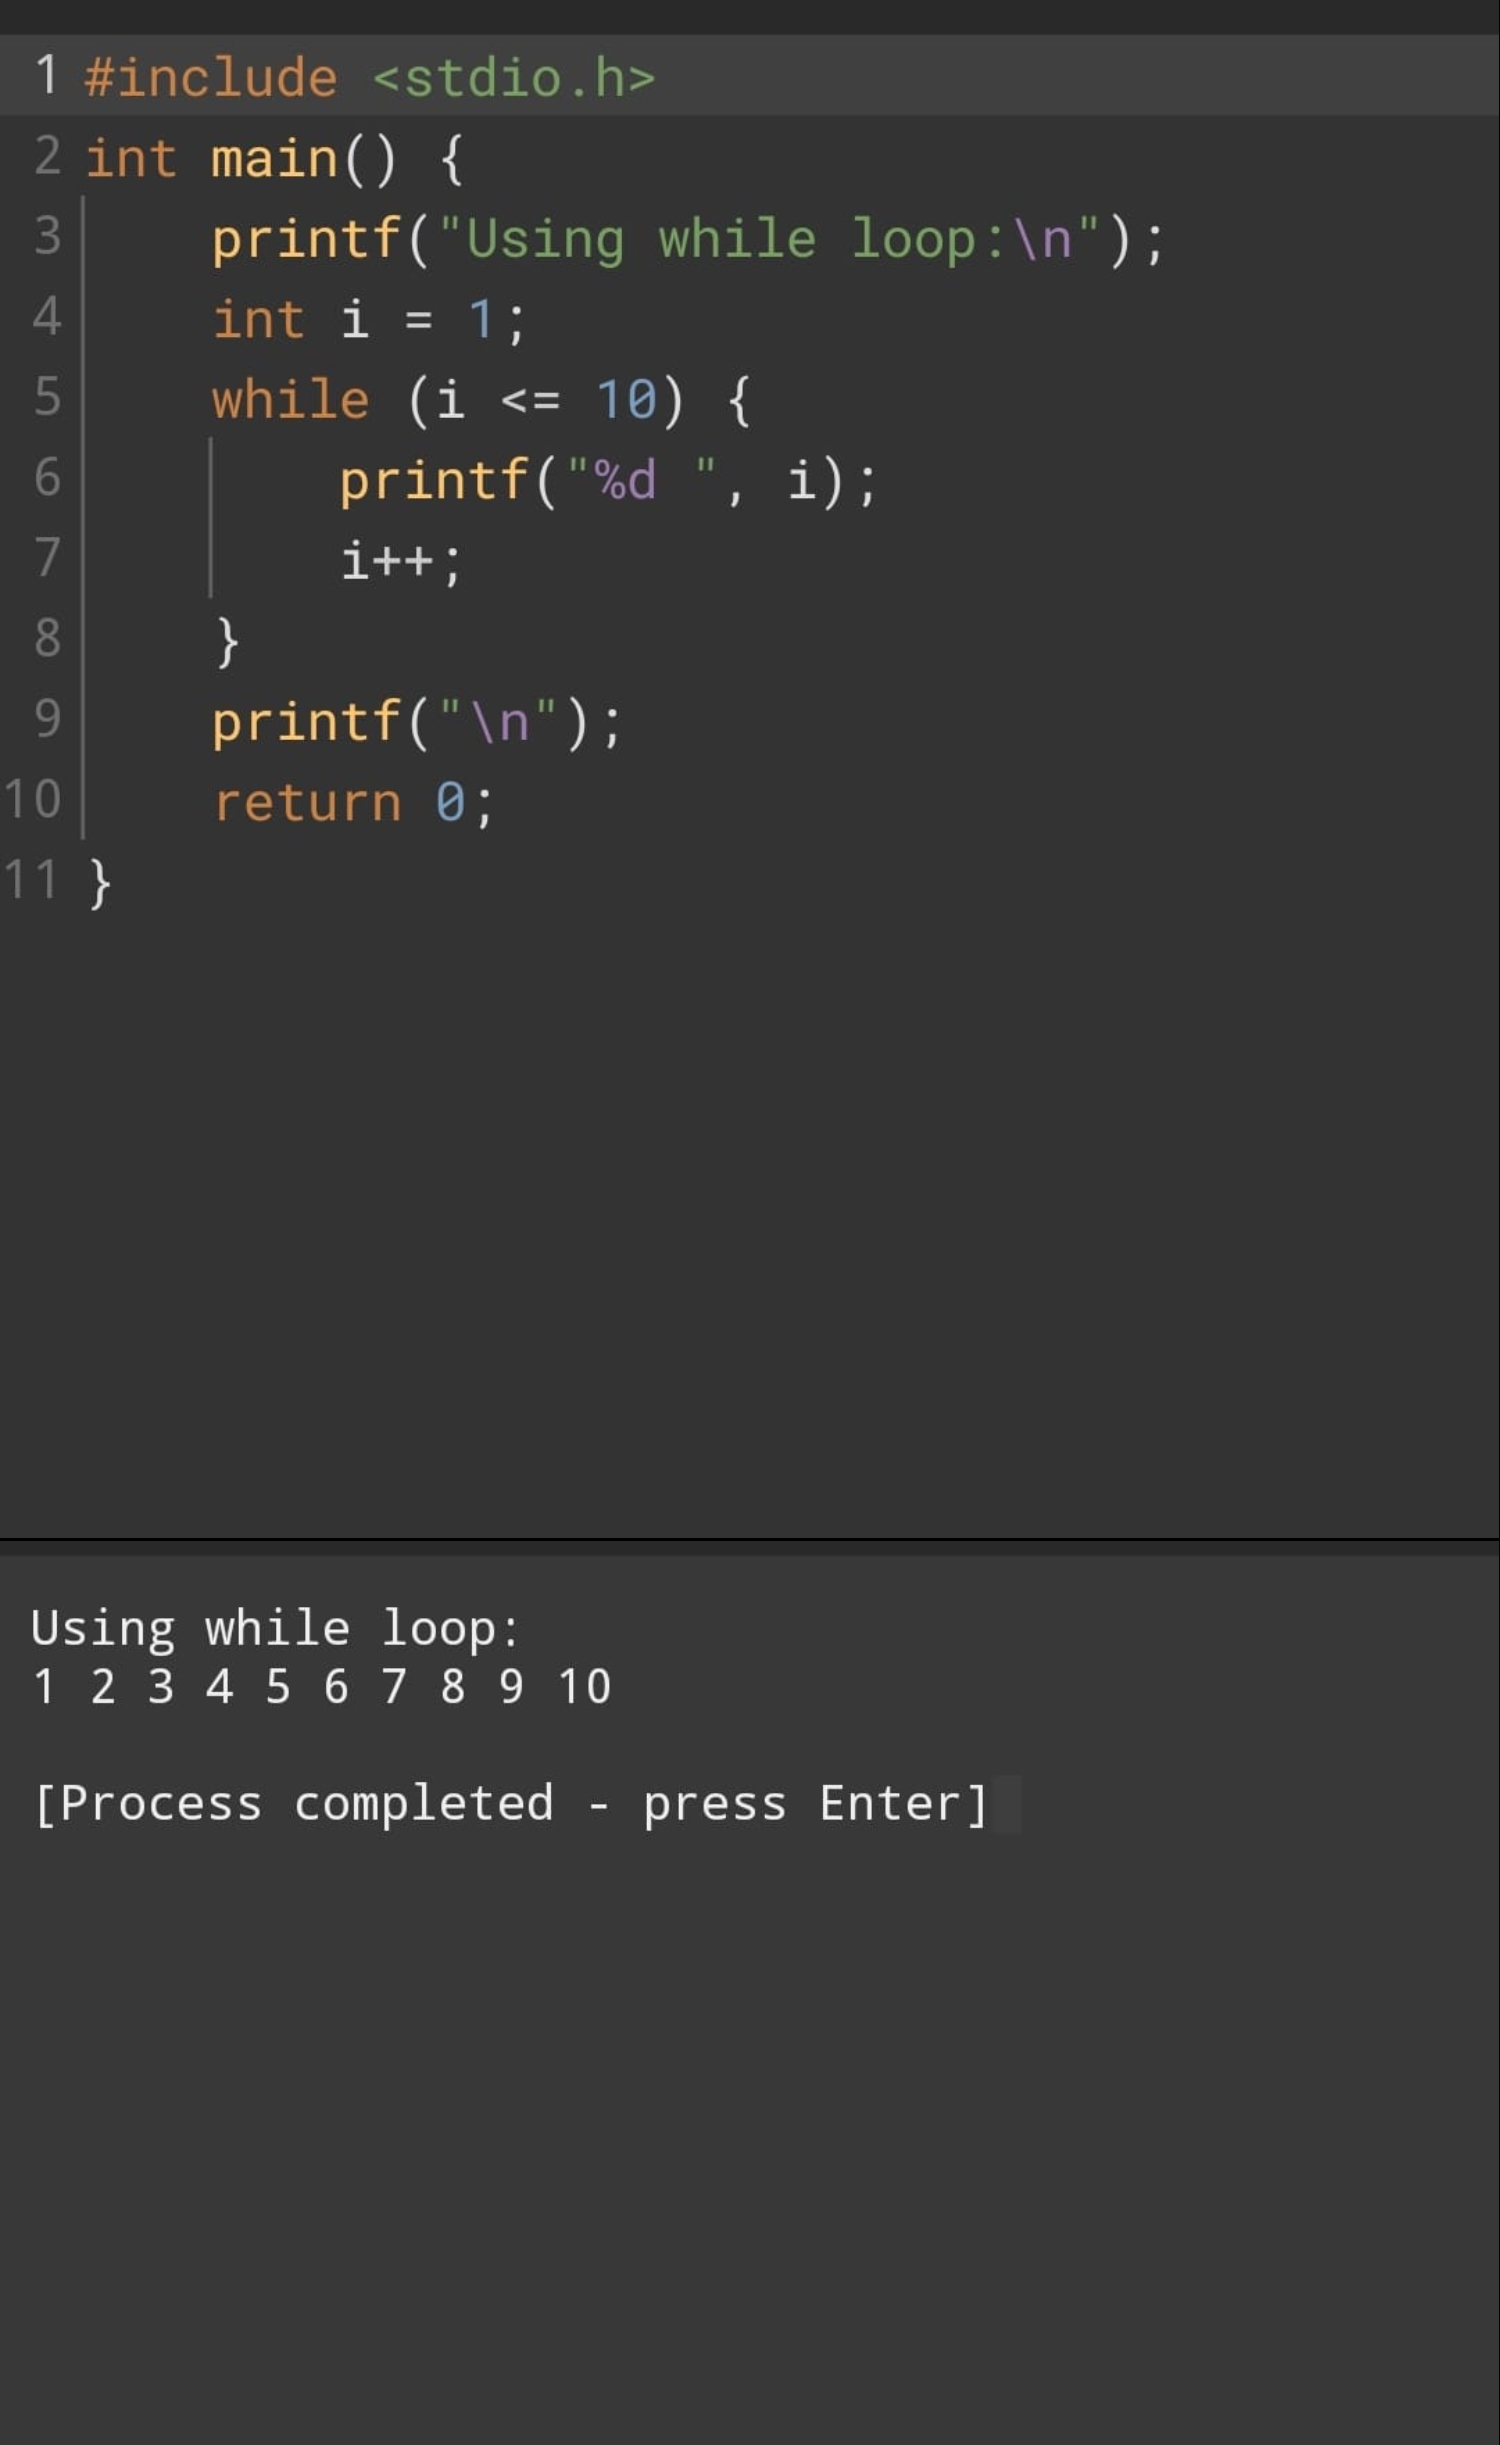 1 #include <stdio.h>
2 int main() {
3     printf("Using while loop:\n");
4     int i = 1;
5     while (i <= 10) {
6         printf("%d ", i);
7         i++;
8     }
9     printf("\n");
10     return 0;
11 }
Using while loop:
1 2 3 4 5 6 7 8 9 10
[Process completed - press Enter]